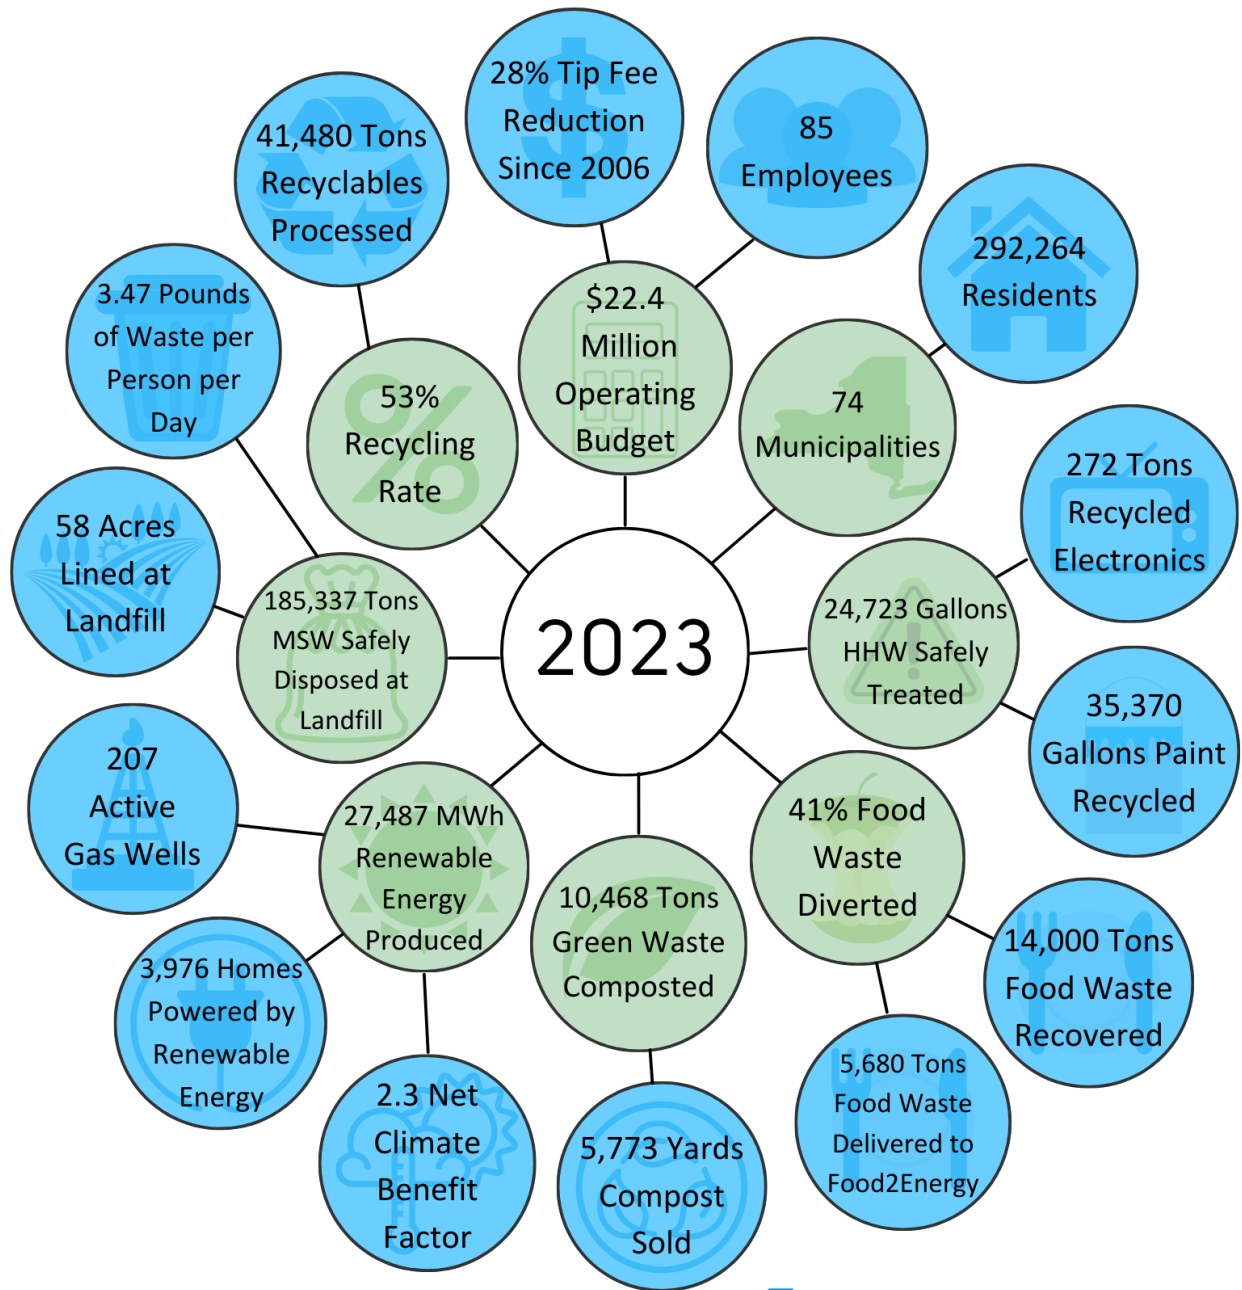 28% Tip Fee
Reduction
Since 2006
85
Employees
41,480 Tons
Recyclables
Processed
292,264
Residents
3.47 Pounds
of Waste per
Person per
Day
$22.4
Million
Operating
Budget
53%
Recycling
Rate
74
Municipalities
272 Tons
Recycled
Electronics
58 Acres
Lined at
Landfill
185,337 Tons
MSW Safely
Disposed at
Landfill
2023
24,723 Gallons
HHW Safely
Treated
35,370
Gallons Paint
Recycled
207
Active
Gas Wells
27,487 MWh
Renewable
Energy
Produced
41% Food
Waste
Diverted
10,468 Tons
Green Waste
Composted
14,000 Tons
Food Waste
Recovered
3,976 Homes
Powered by
Renewable
Energy
2.3 Net
Climate
Benefit
Factor
5,773 Yards
Compost
Sold
5,680 Tons
Food Waste
Delivered to
Food2Energy